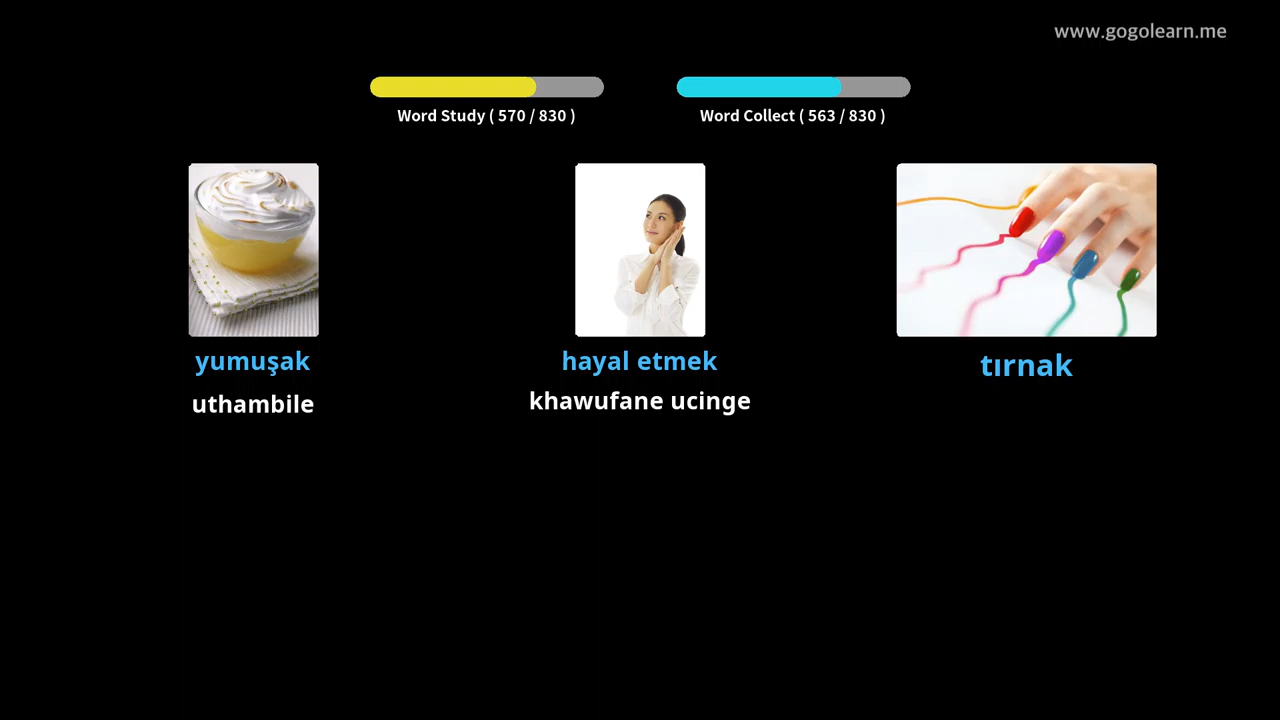 www.gogolearn.me
Word Study ( 570 / 830 )
Word Collect ( 563 / 830 )
yumuşak
uthambile
hayal etmek
khawufane ucinge
tırnak